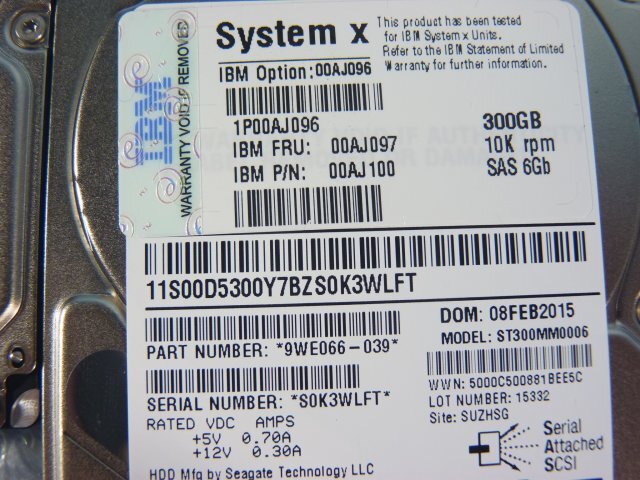 System x
This product has been tested
for IBM System x Units.
Refer to the IBM Statement of Limited
Warranty for further information.
IBM Option:00AJ096
1P00AJ096
IBM FRU: 00AJ097
IBM P/N: 00AJ100
300GB
10K rpm
SAS 6Gb
IBM
WARRANTY VOID IF REMOVED
11S00D5300Y7BZS0K3WLFT
DOM: 08FEB2015
MODEL: ST300MM0006
PART NUMBER: *9WE066-039*
WWN: 5000C500881BEE5C
LOT NUMBER: 15332
Site: SUZHSG
SERIAL NUMBER: *S0K3WLFT*
RATED VDC AMPS
+5V 0.70A
+12V 0.30A
HDD Mfg by Seagate Technology LLC
Serial
Attached
SCSI